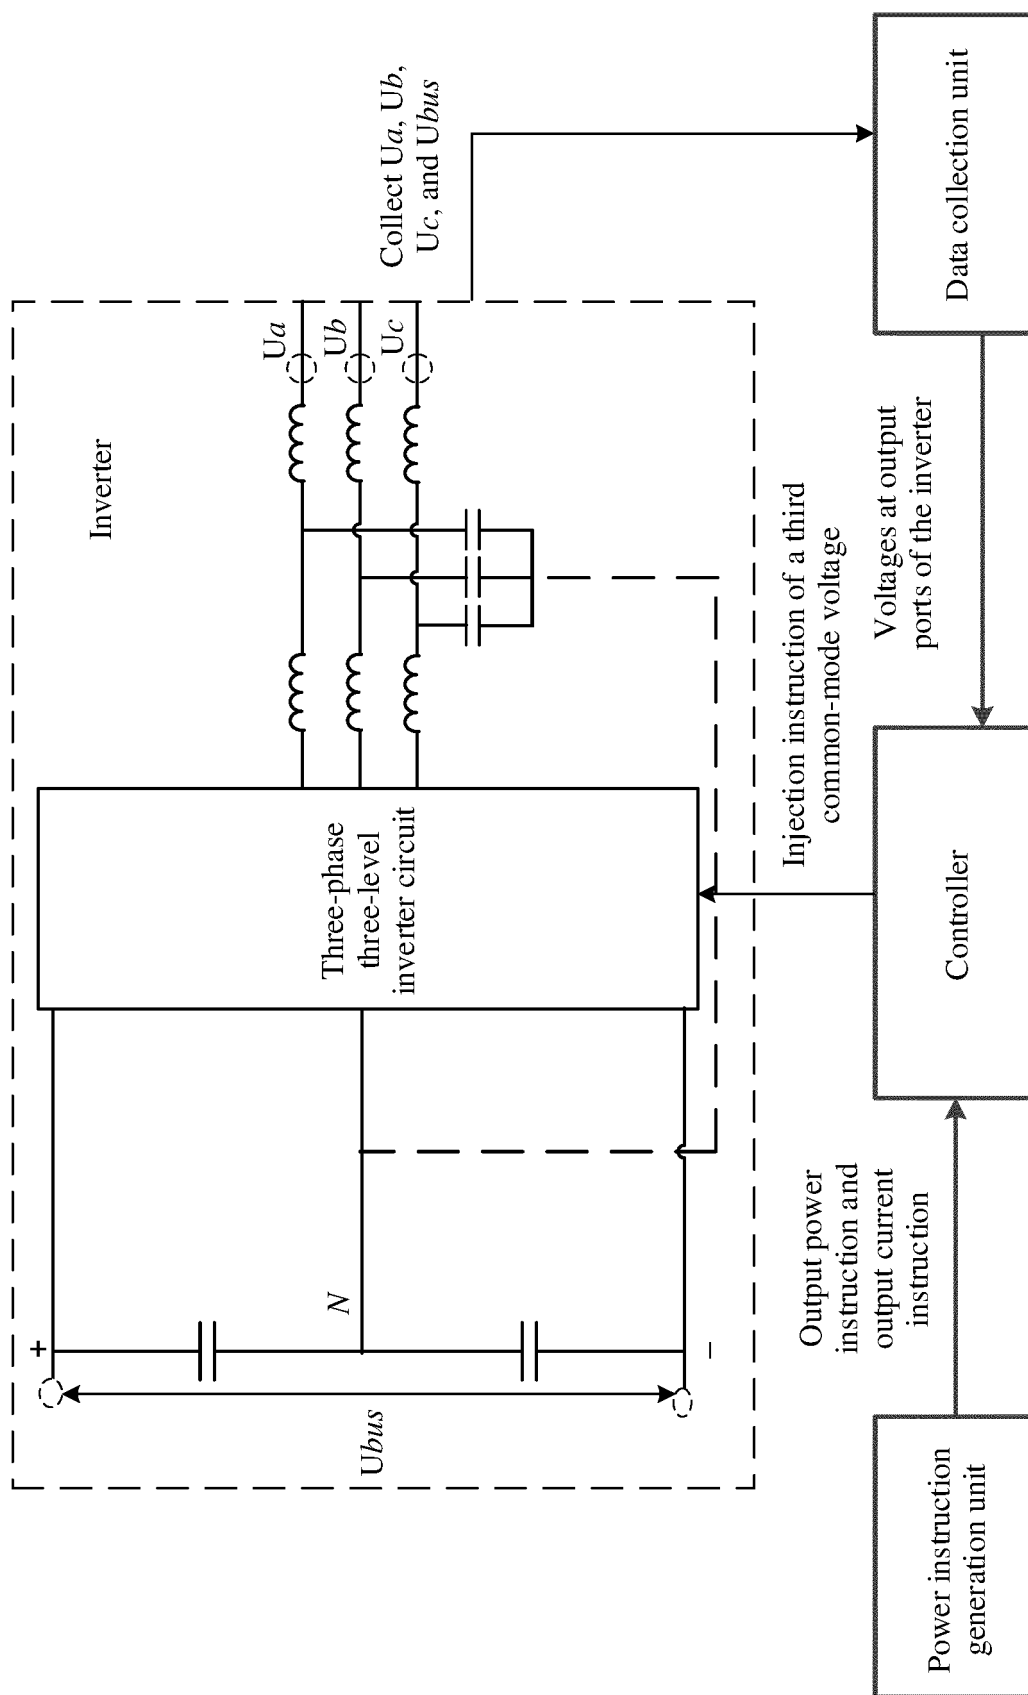 Inverter
+
Ubus
N
−
Three-phase
three-level
inverter circuit
Ua
Ub
Uc
Collect Ua, Ub,
Uc, and Ubus
Injection instruction of a third
common-mode voltage
Output power
instruction and
output current
instruction
Voltages at output
ports of the inverter
Power instruction
generation unit
Controller
Data collection unit